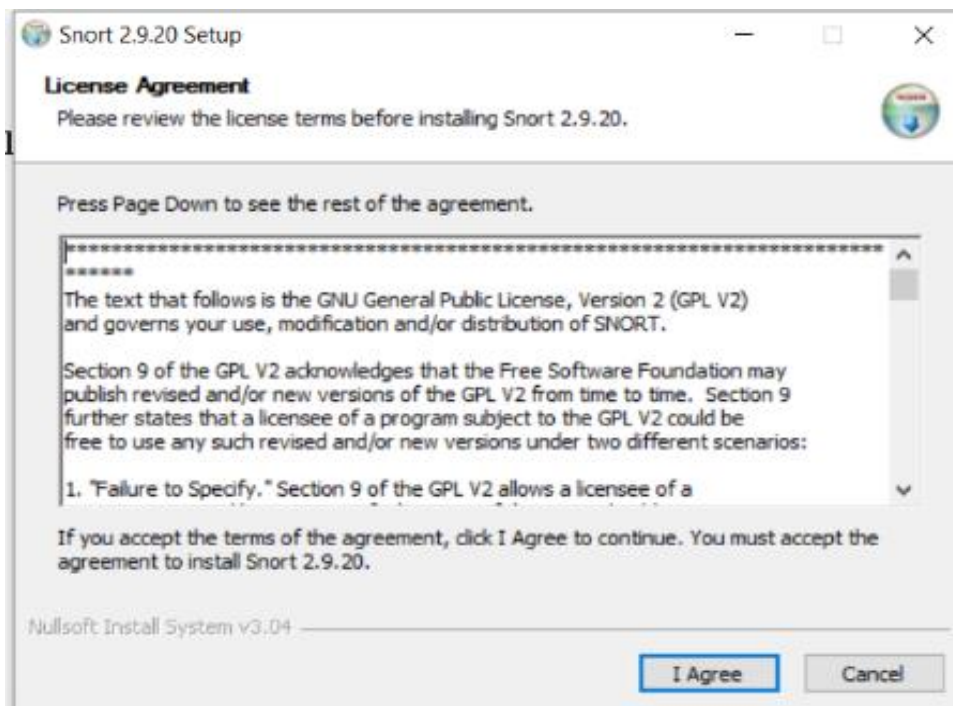 Snort 2.9.20 Setup
License Agreement
Please review the license terms before installing Snort 2.9.20.
Press Page Down to see the rest of the agreement.
***********************************************************************
******
The text that follows is the GNU General Public License, Version 2 (GPL V2)
and governs your use, modification and/or distribution of SNORT.
Section 9 of the GPL V2 acknowledges that the Free Software Foundation may
publish revised and/or new versions of the GPL V2 from time to time.  Section 9
further states that a licensee of a program subject to the GPL V2 could be
free to use any such revised and/or new versions under two different scenarios:
1. "Failure to Specify." Section 9 of the GPL V2 allows a licensee of a
If you accept the terms of the agreement, click I Agree to continue. You must accept the
agreement to install Snort 2.9.20.
Nullsoft Install System v3.04
I Agree
Cancel